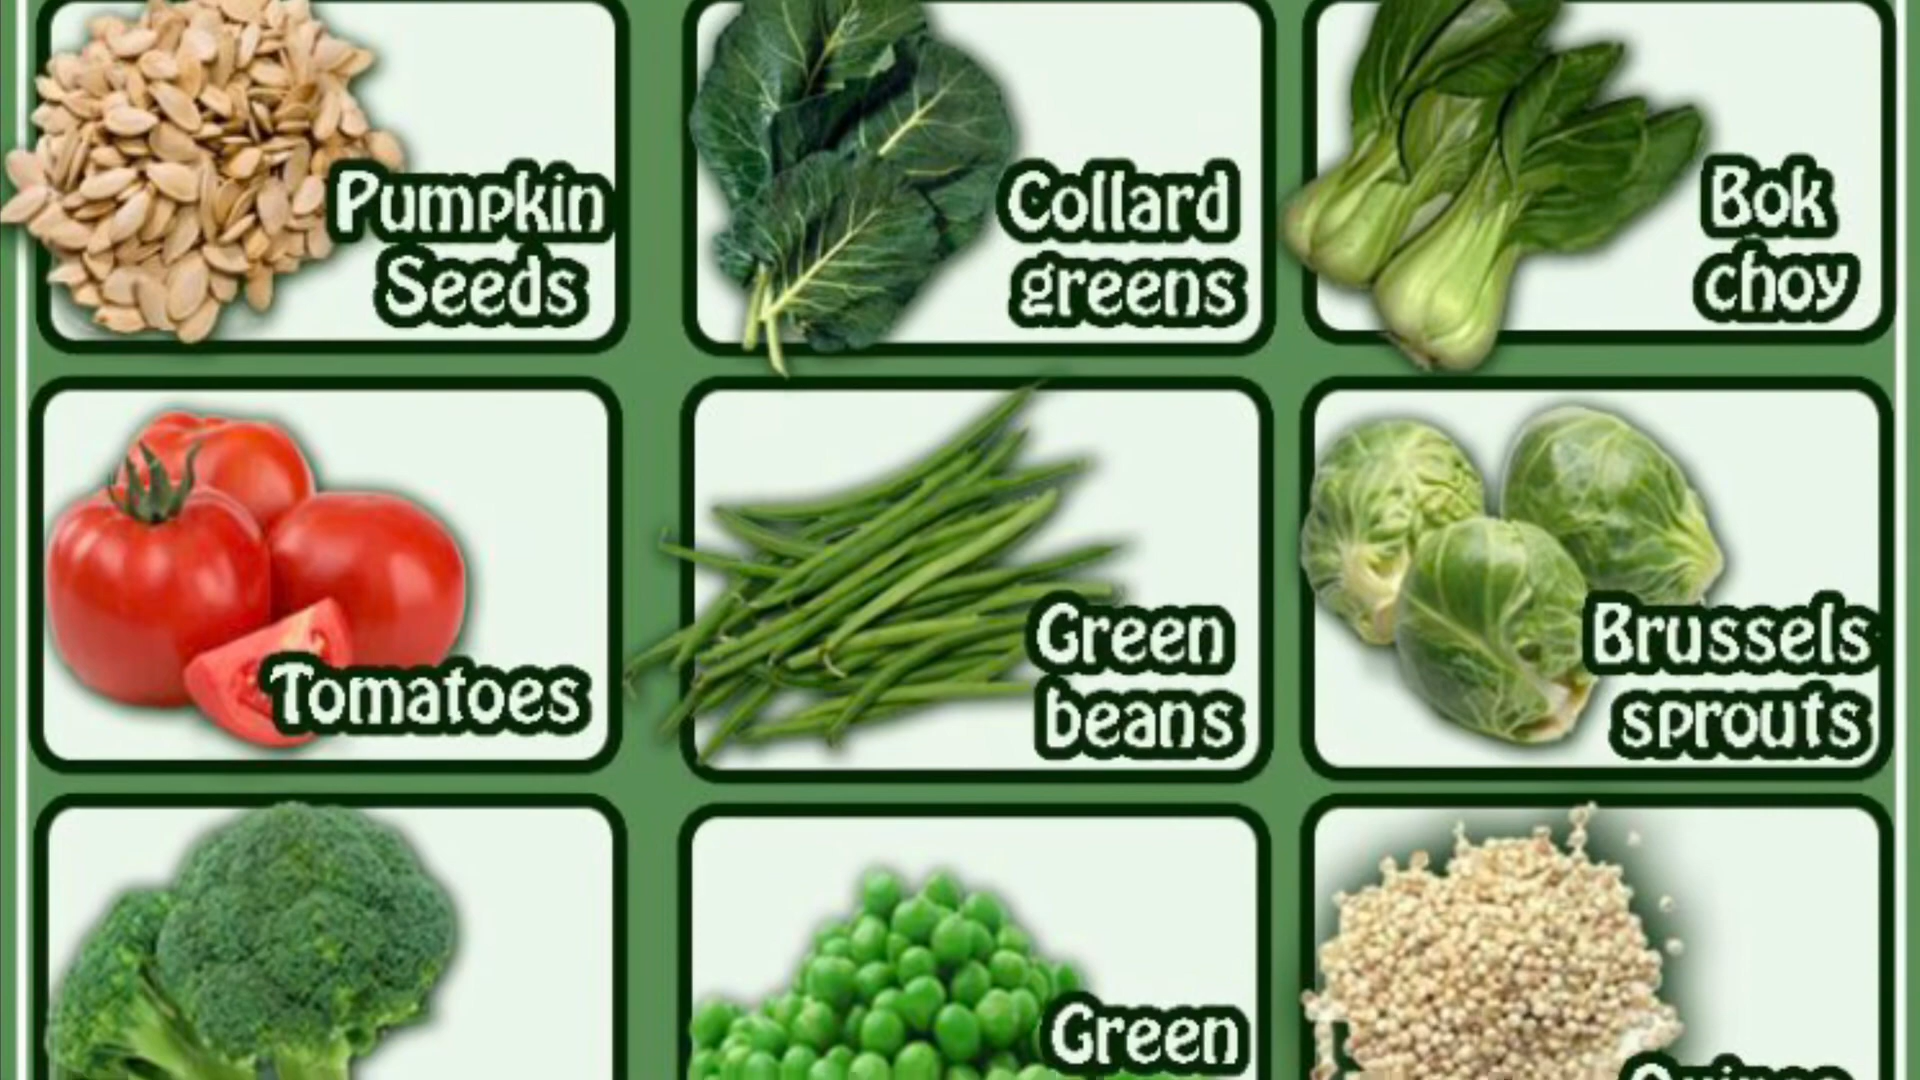 Pumpkin
Seeds
Collard
greens
Bok
choy
Tomatoes
Green
beans
Brussels
sprouts
Green